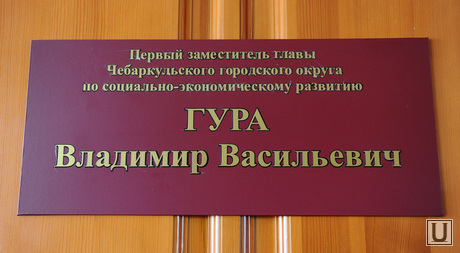 Первый заместитель главы
Чебаркульского городского округа
по социально-экономическому развитию
ГУРА
Владимир Васильевич
U